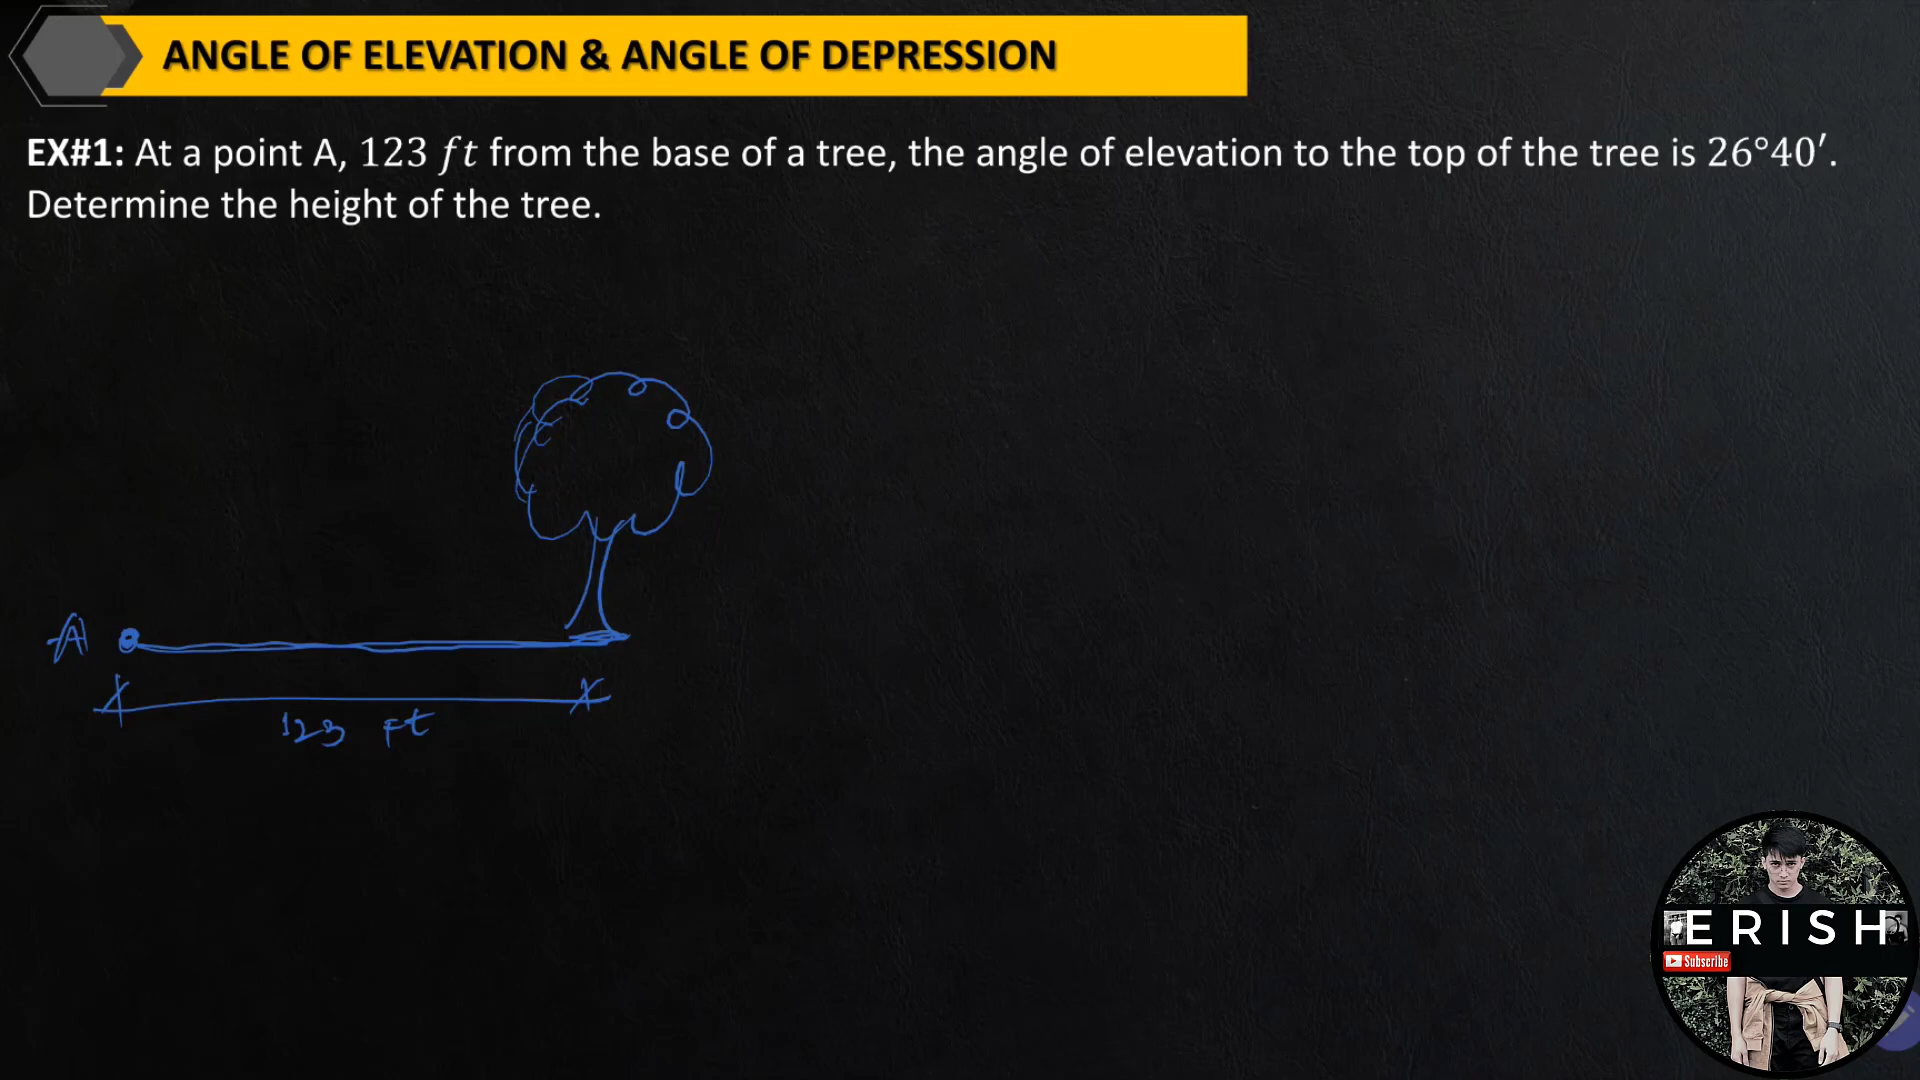 ANGLE OF ELEVATION & ANGLE OF DEPRESSION
EX#1: At a point A, 123 ft from the base of a tree, the angle of elevation to the top of the tree is 26°40′.
Determine the height of the tree.
A
123 ft
ERISH
Subscribe